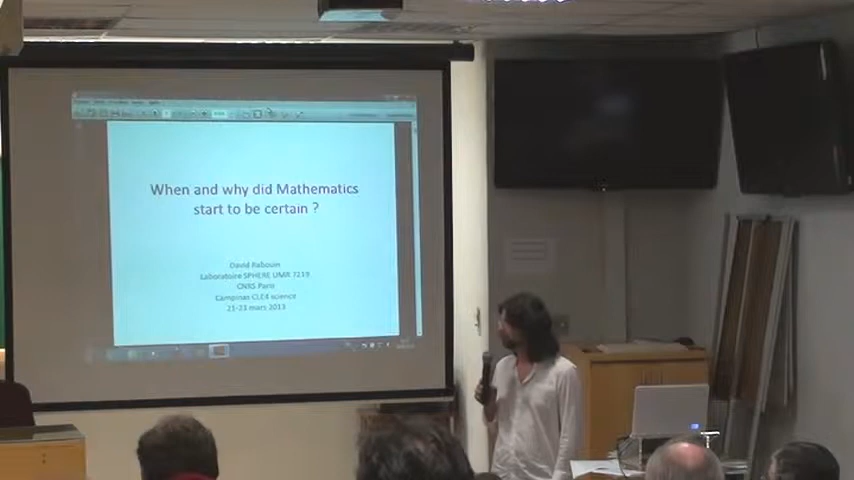 When and why did Mathematics
start to be certain ?
David Rabouin
Laboratoire SPHERE UMR 7219
CNRS Paris
Campinas CLE4 science
21-23 mars 2013